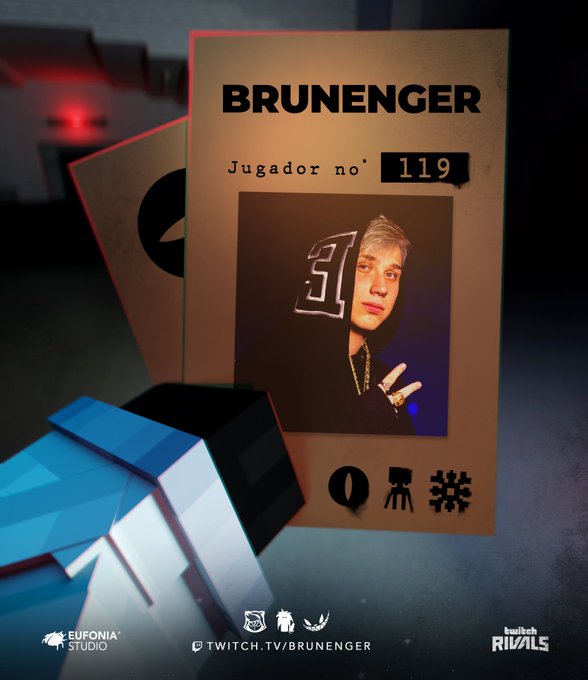 BRUNENGER
Jugador no° 119
E
EUFONIA®
STUDIO
TWITCH.TV/BRUNENGER
twitch
RIVALS